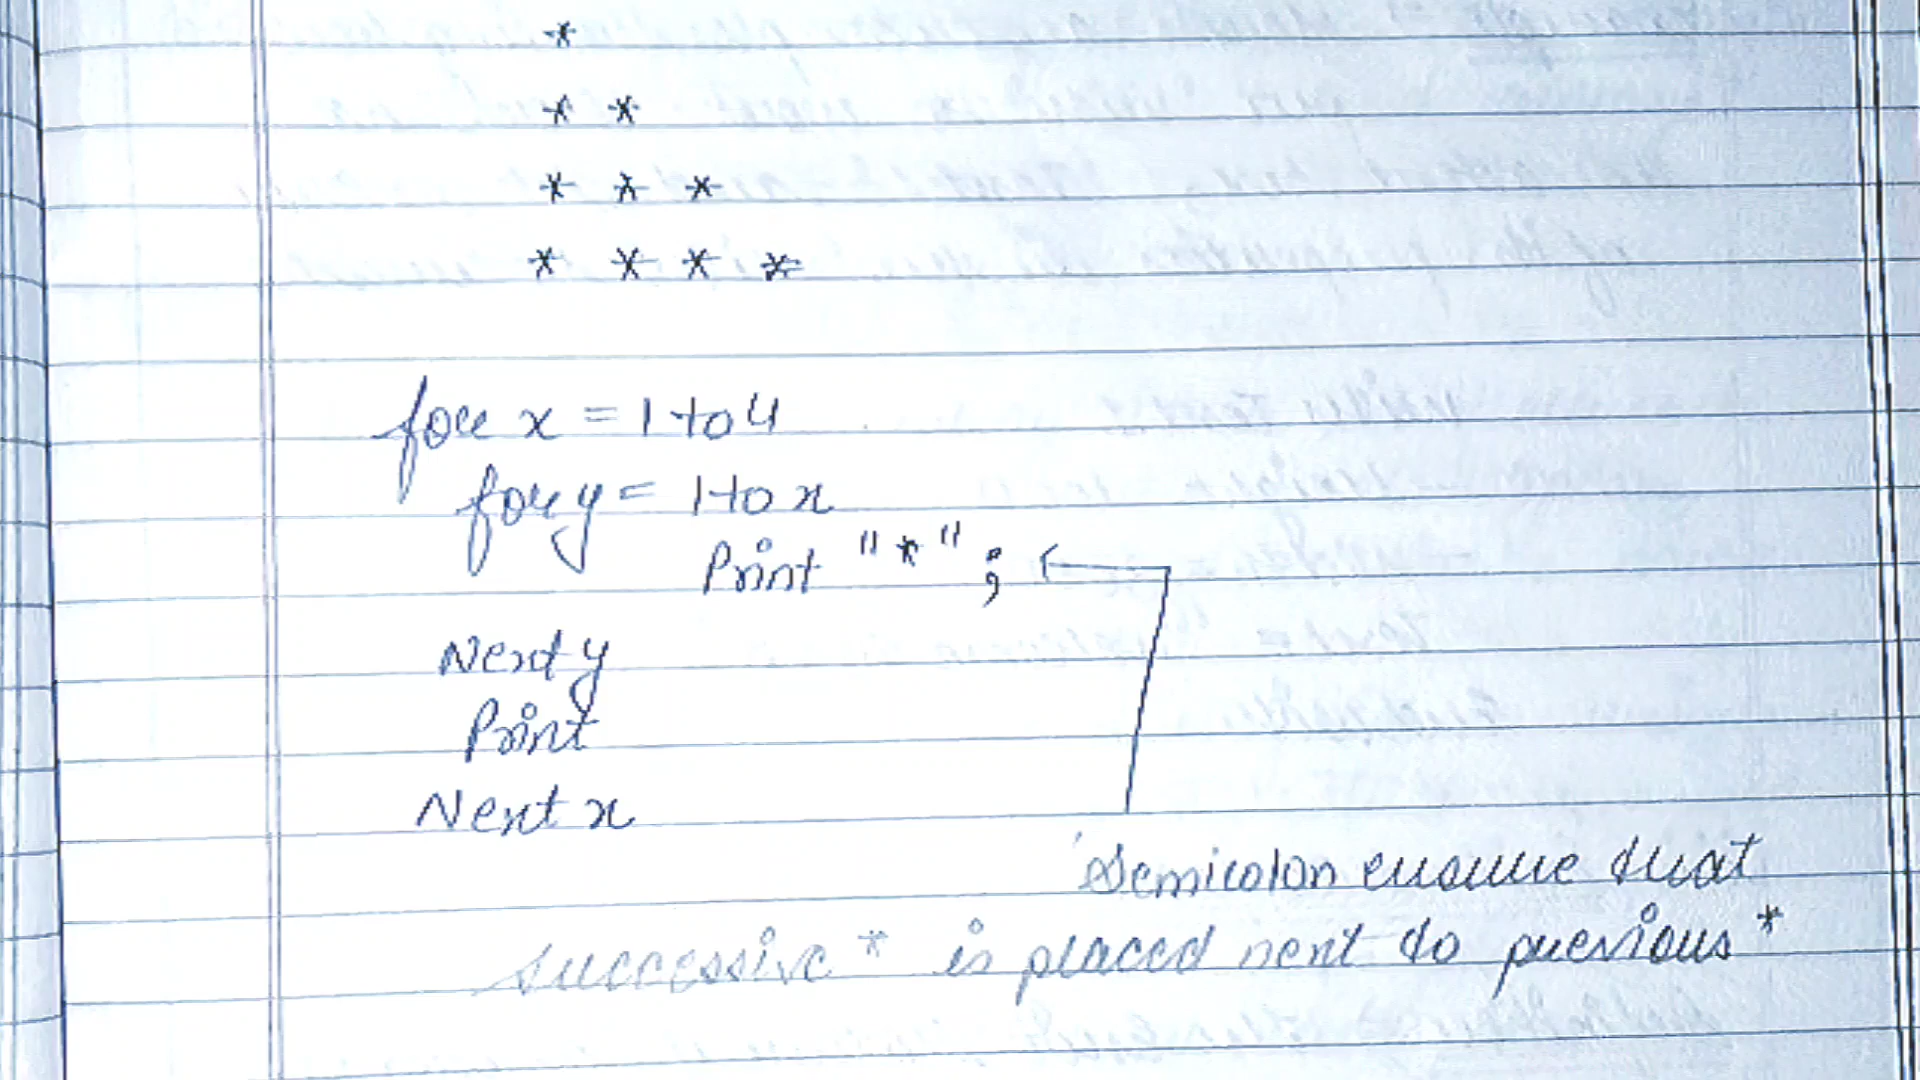 *
* *
* * *
* * * *
for x = 1 to 4
for y = 1 to x
Print "*" ;
Next y
Print
Next x
Semicolon ensure that
successive * is placed next to previous *